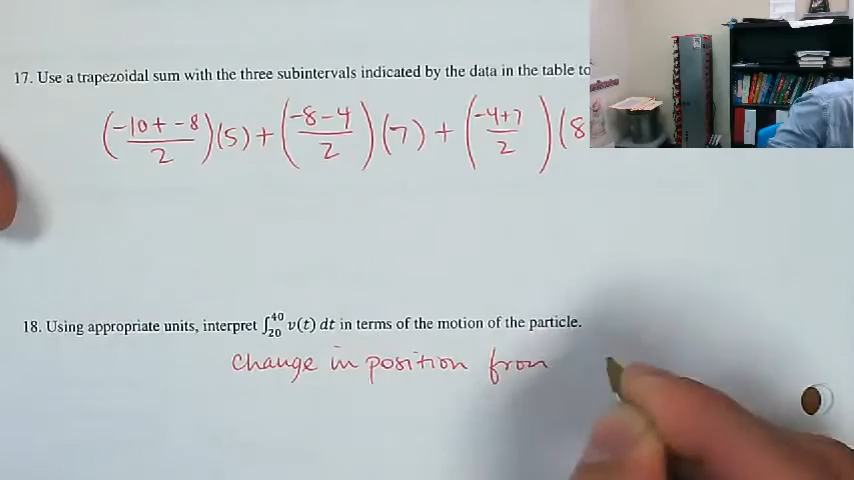 17. Use a trapezoidal sum with the three subintervals indicated by the data in the table to
(-10+-8/2)(5)+(-8-4/2)(7)+(-4+7/2)(8
18. Using appropriate units, interpret ∫₂₀⁴⁰ v(t) dt in terms of the motion of the particle.
Change in position from